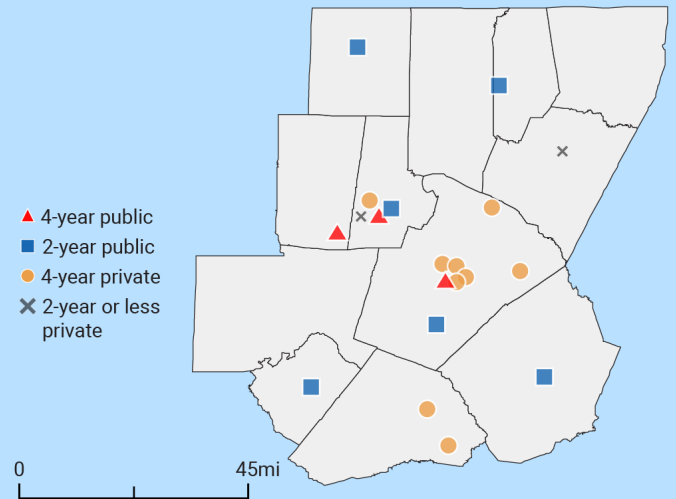 4-year public
2-year public
4-year private
2-year or less
private
0
45mi